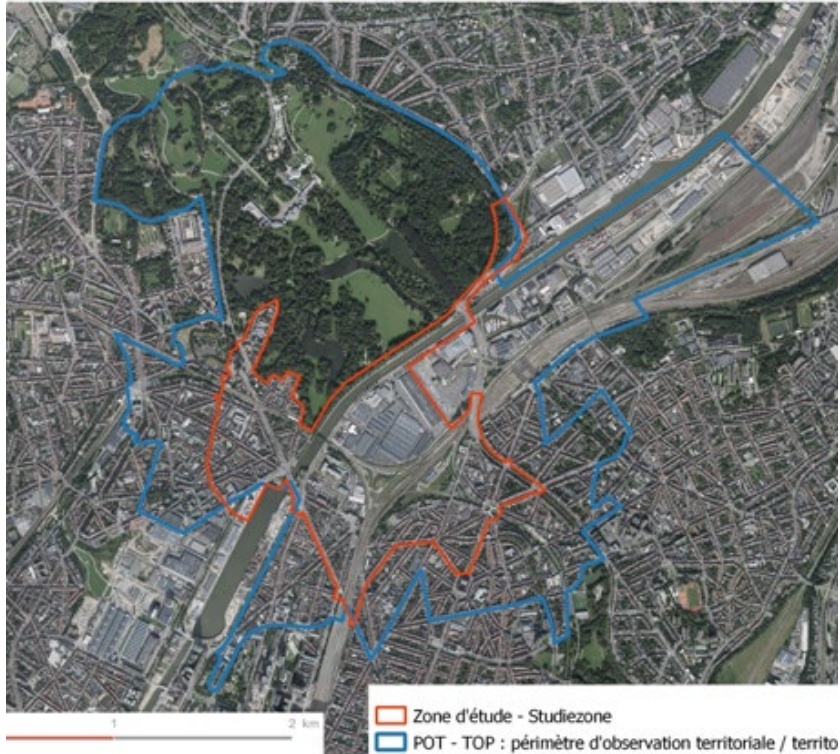 1
2 km
Zone d'étude - Studiezone
POT - TOP : périmètre d'observation territoriale / territo